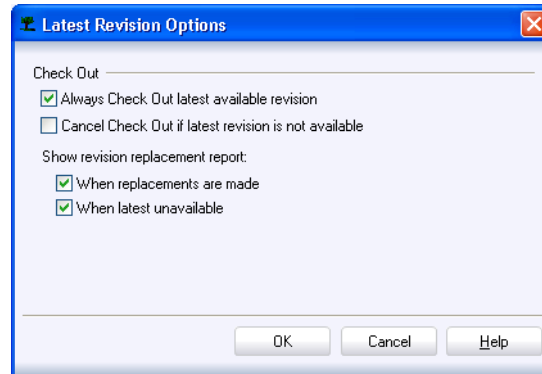 Latest Revision Options
Check Out
Always Check Out latest available revision
Cancel Check Out if latest revision is not available
Show revision replacement report:
When replacements are made
When latest unavailable
OK Cancel Help